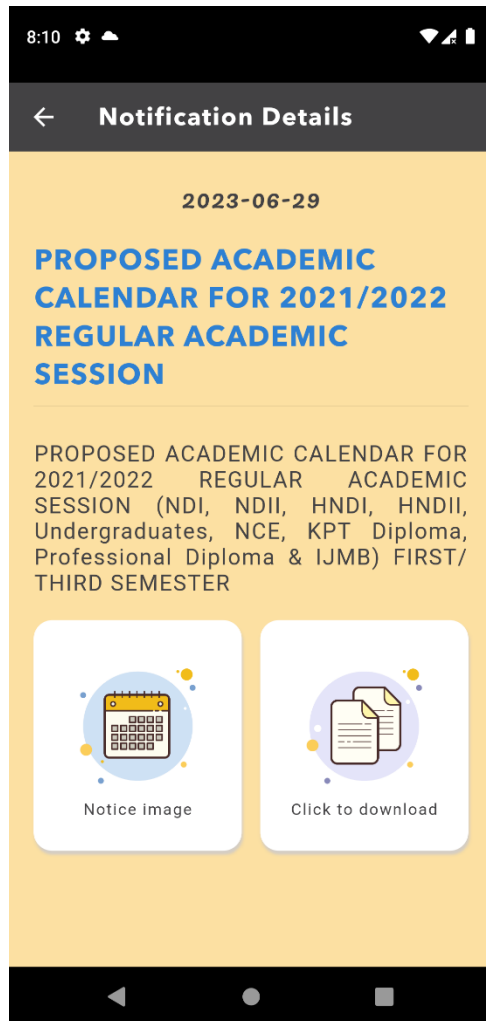 8:10
Notification Details
2023-06-29
PROPOSED ACADEMIC
CALENDAR FOR 2021/2022
REGULAR ACADEMIC
SESSION
PROPOSED ACADEMIC CALENDAR FOR
2021/2022 REGULAR ACADEMIC
SESSION (NDI, NDII, HNDI, HNDII,
Undergraduates, NCE, KPT Diploma,
Professional Diploma & IJMB) FIRST/
THIRD SEMESTER
Notice image
Click to download